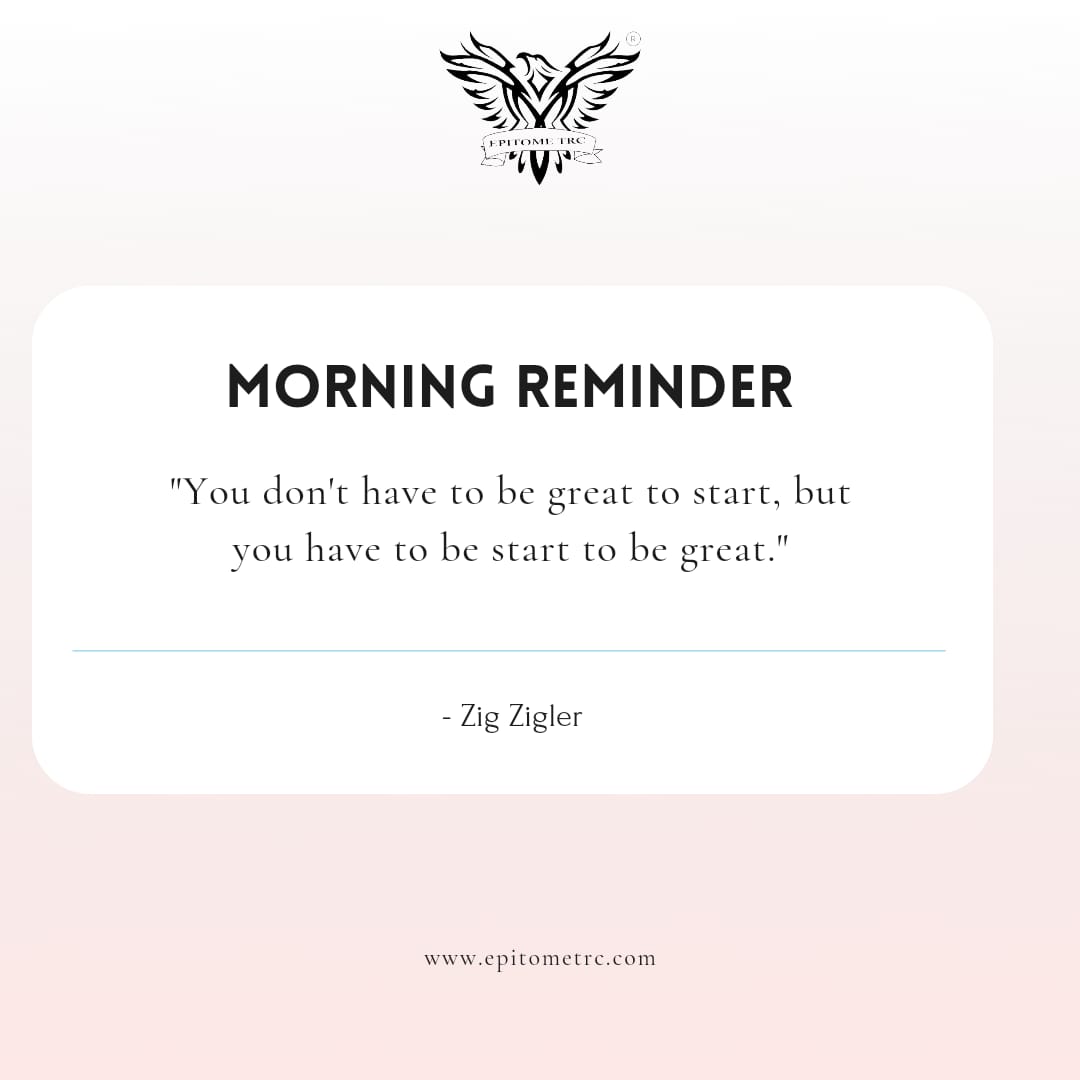 ®
EPITOME TRC
MORNING REMINDER
"You don't have to be great to start, but
you have to be start to be great."
- Zig Zigler
www.epitometrc.com